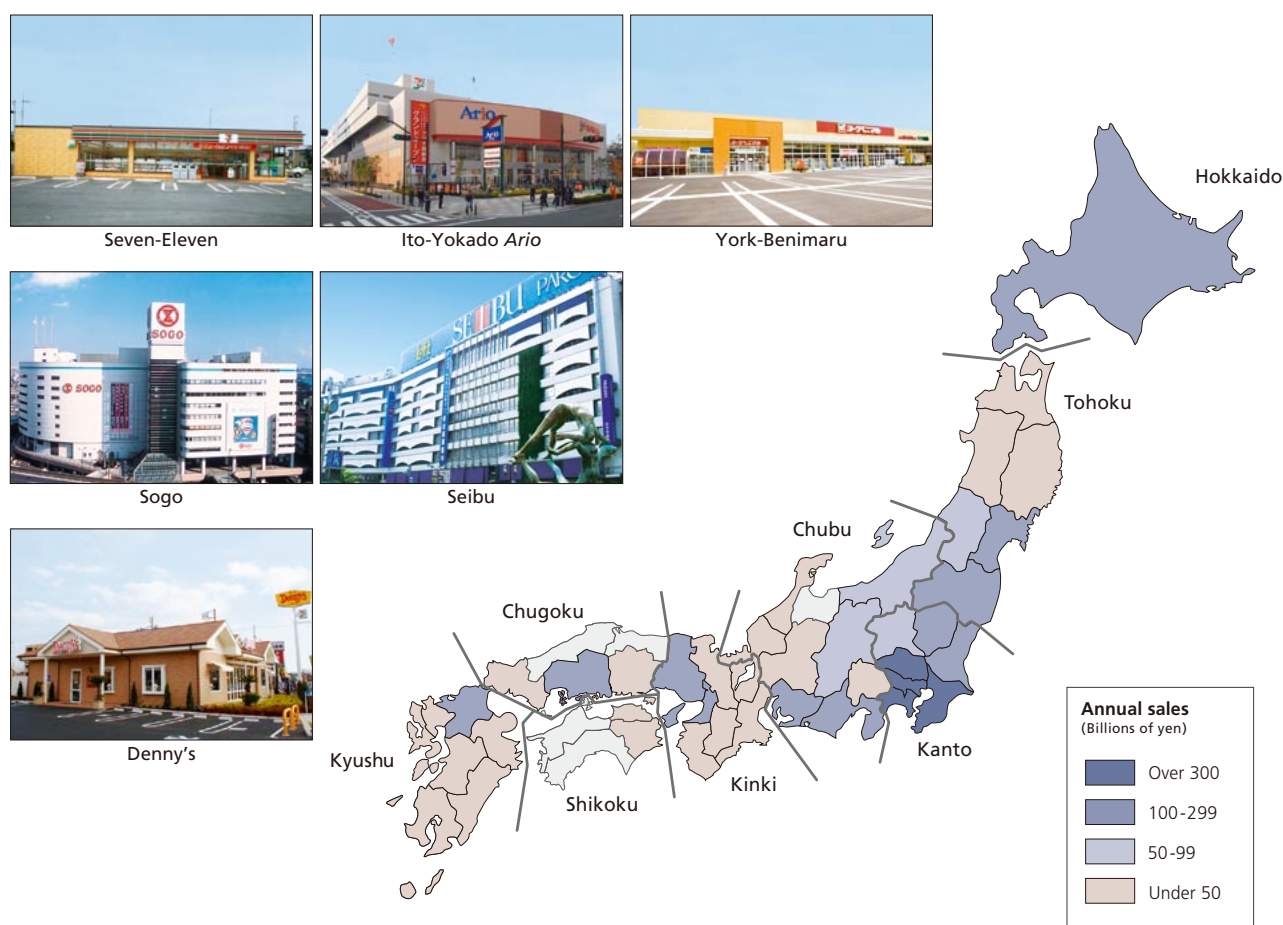 Ario
Seven-Eleven
Ito-Yokado Ario
York-Benimaru
SOGO
SOGO
Loft
SEIBU PARC
Sogo
Seibu
Denny's
Denny's
Hokkaido
Tohoku
Chubu
Chugoku
Kyushu
Shikoku
Kinki
Kanto
Annual sales
(Billions of yen)
Over 300
100-299
50-99
Under 50